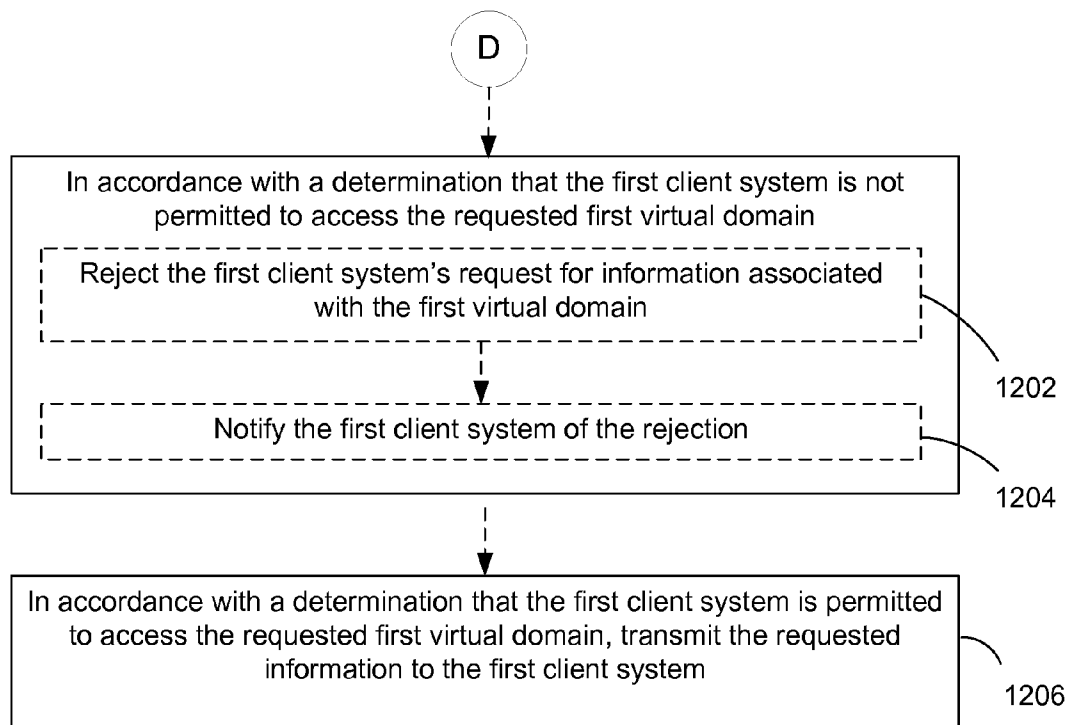 D
In accordance with a determination that the first client system is not
permitted to access the requested first virtual domain
Reject the first client system's request for information associated
with the first virtual domain
1202
Notify the first client system of the rejection
1204
In accordance with a determination that the first client system is permitted
to access the requested first virtual domain, transmit the requested
information to the first client system
1206